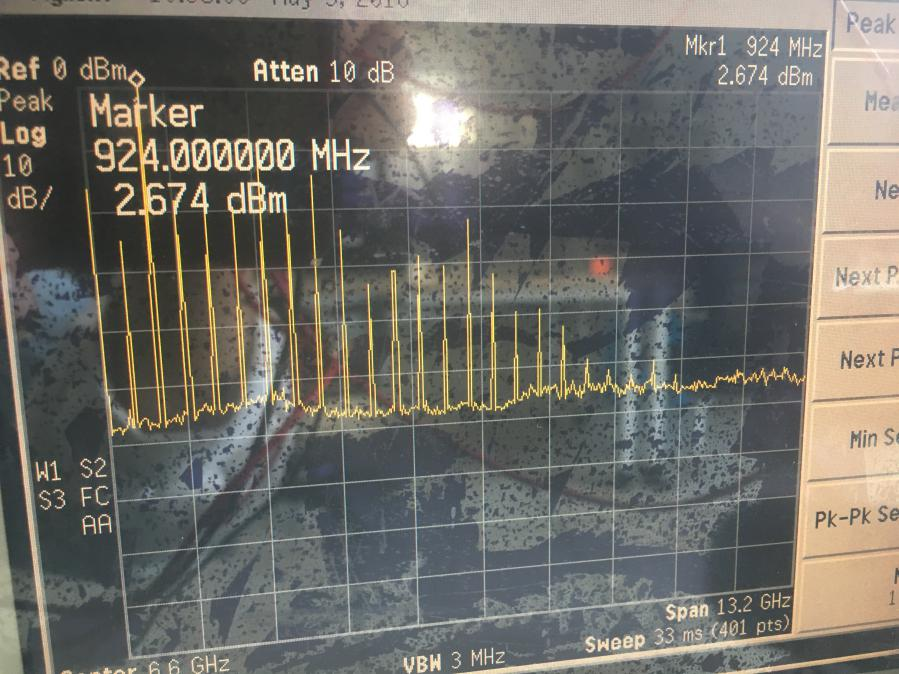 Mkr1 924 MHz
Ref 0 dBm
Atten 10 dB
2.674 dBm
Peak
Log
10
dB/
Marker
924.000000 MHz
2.674 dBm
W1 S2
S3 FC
AA
Center 6.6 GHz
VBW 3 MHz
Span 13.2 GHz
Sweep 33 ms (401 pts)
Peak
Mea
Ne
Next P
Next P
Min Se
Pk-Pk Se